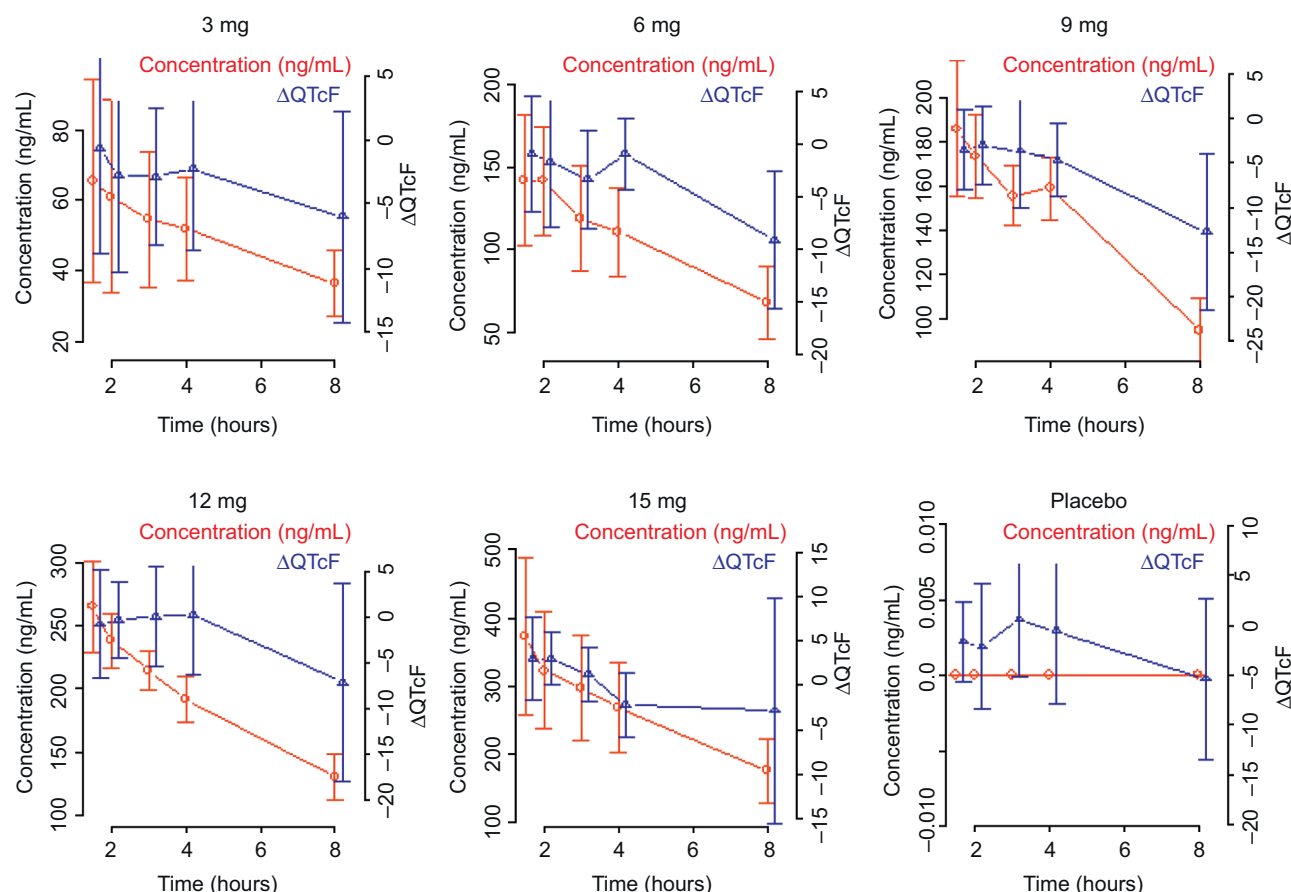 3 mg
Concentration (ng/mL)
ΔQTcF
Concentration (ng/mL)
80
60
40
20
5
0
−5
−10
−15
ΔQTcF
2 4 6 8
Time (hours)
6 mg
Concentration (ng/mL)
ΔQTcF
Concentration (ng/mL)
200
150
100
50
5
0
−5
−10
−15
−20
ΔQTcF
2 4 6 8
Time (hours)
9 mg
Concentration (ng/mL)
ΔQTcF
Concentration (ng/mL)
180
160
140
120
100
5
0
−5
−10
−15
−20
−25
ΔQTcF
2 4 6 8
Time (hours)
12 mg
Concentration (ng/mL)
ΔQTcF
Concentration (ng/mL)
300
250
200
150
100
5
0
−5
−10
−15
−20
ΔQTcF
2 4 6 8
Time (hours)
15 mg
Concentration (ng/mL)
ΔQTcF
Concentration (ng/mL)
500
400
300
200
100
15
10
5
0
−5
−10
−15
ΔQTcF
2 4 6 8
Time (hours)
Placebo
Concentration (ng/mL)
ΔQTcF
Concentration (ng/mL)
0.010
0.005
0.0
−0.010
10
5
0
−5
−10
−15
−20
ΔQTcF
2 4 6 8
Time (hours)